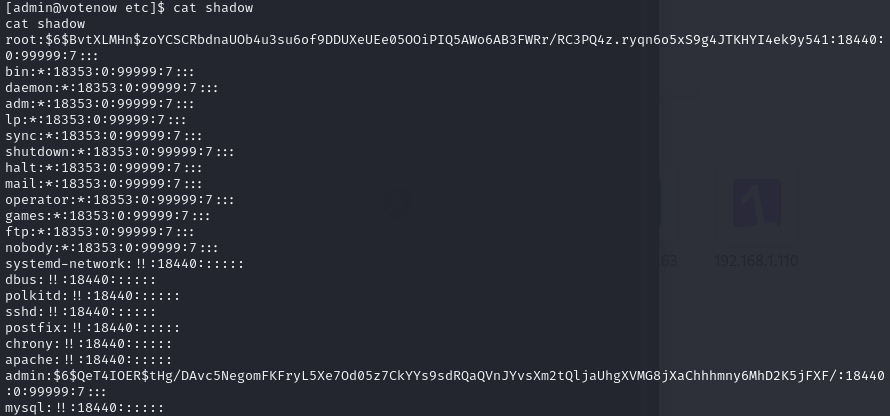 [admin@votenow etc]$ cat shadow
cat shadow
root:$6$BvtXLMHn$zoYCSCRbdnaUOb4u3su6of9DDUXeUEe05OOiPIQ5AWo6AB3FWRr/RC3PQ4z.ryqn6o5xS9g4JTKHYI4ek9y541:18440:
0:99999:7:::
bin:*:18353:0:99999:7:::
daemon:*:18353:0:99999:7:::
adm:*:18353:0:99999:7:::
lp:*:18353:0:99999:7:::
sync:*:18353:0:99999:7:::
shutdown:*:18353:0:99999:7:::
halt:*:18353:0:99999:7:::
mail:*:18353:0:99999:7:::
operator:*:18353:0:99999:7:::
games:*:18353:0:99999:7:::
ftp:*:18353:0:99999:7:::
nobody:*:18353:0:99999:7:::
systemd-network:!!:18440::::::
dbus:!!:18440::::::
polkitd:!!:18440::::::
sshd:!!:18440::::::
postfix:!!:18440::::::
chrony:!!:18440::::::
apache:!!:18440::::::
admin:$6$QeT4IOER$tHg/DAvc5NegomFKFryL5Xe7Od05z7CkYYs9sdRQaQVnJYvsXm2tQljaUhgXVMG8jXaChhhmny6MhD2K5jFXF/:18440
:0:99999:7:::
mysql:!!:18440::::::
63
192.168.1.110